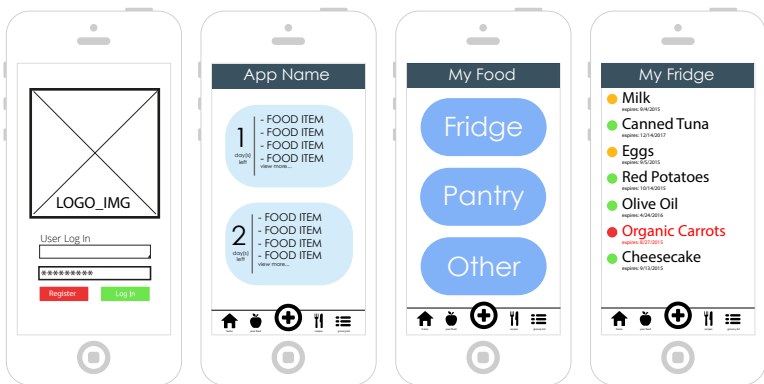 LOGO_IMG
User Log In
*********
Register
Log In
App Name
1
day(s)
left
- FOOD ITEM
- FOOD ITEM
- FOOD ITEM
- FOOD ITEM
view more...
2
day(s)
left
- FOOD ITEM
- FOOD ITEM
- FOOD ITEM
- FOOD ITEM
view more...
My Food
Fridge
Pantry
Other
My Fridge
Milk
expires: 9/4/2015
Canned Tuna
expires: 12/14/2017
Eggs
expires: 9/5/2015
Red Potatoes
expires: 10/14/2015
Olive Oil
expires: 4/24/2016
Organic Carrots
expires: 8/27/2015
Cheesecake
expires: 9/13/2015